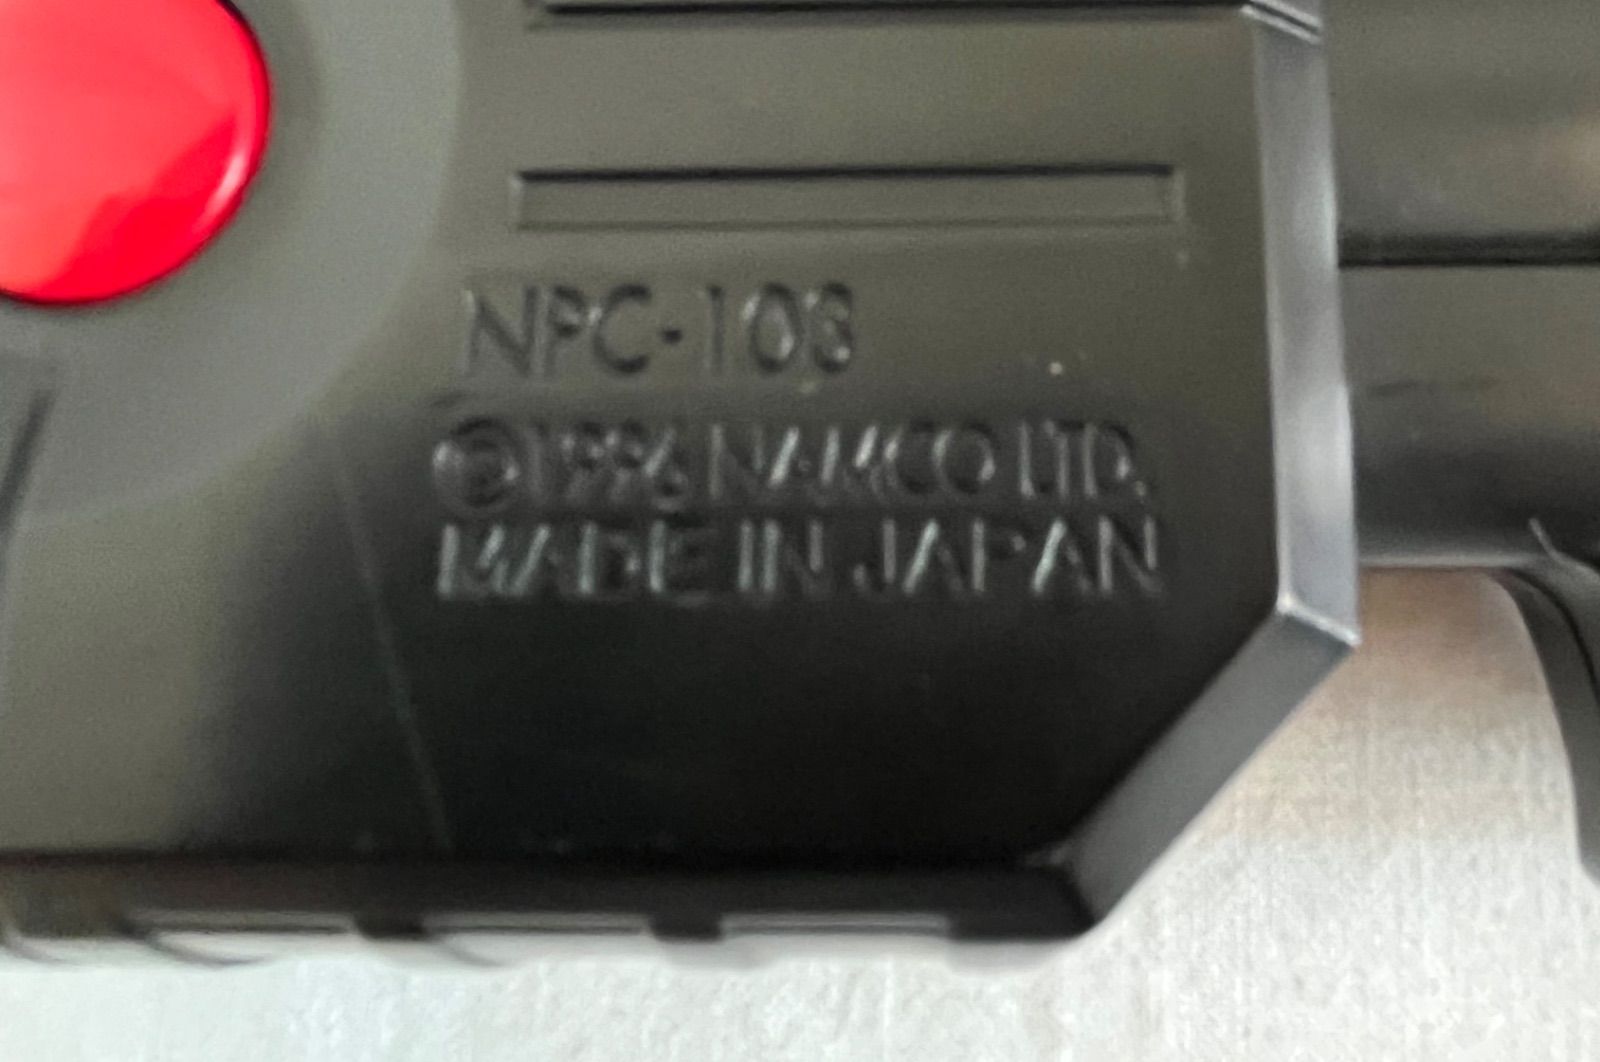 NPC-103
©1996 NAMCO LTD.
MADE IN JAPAN